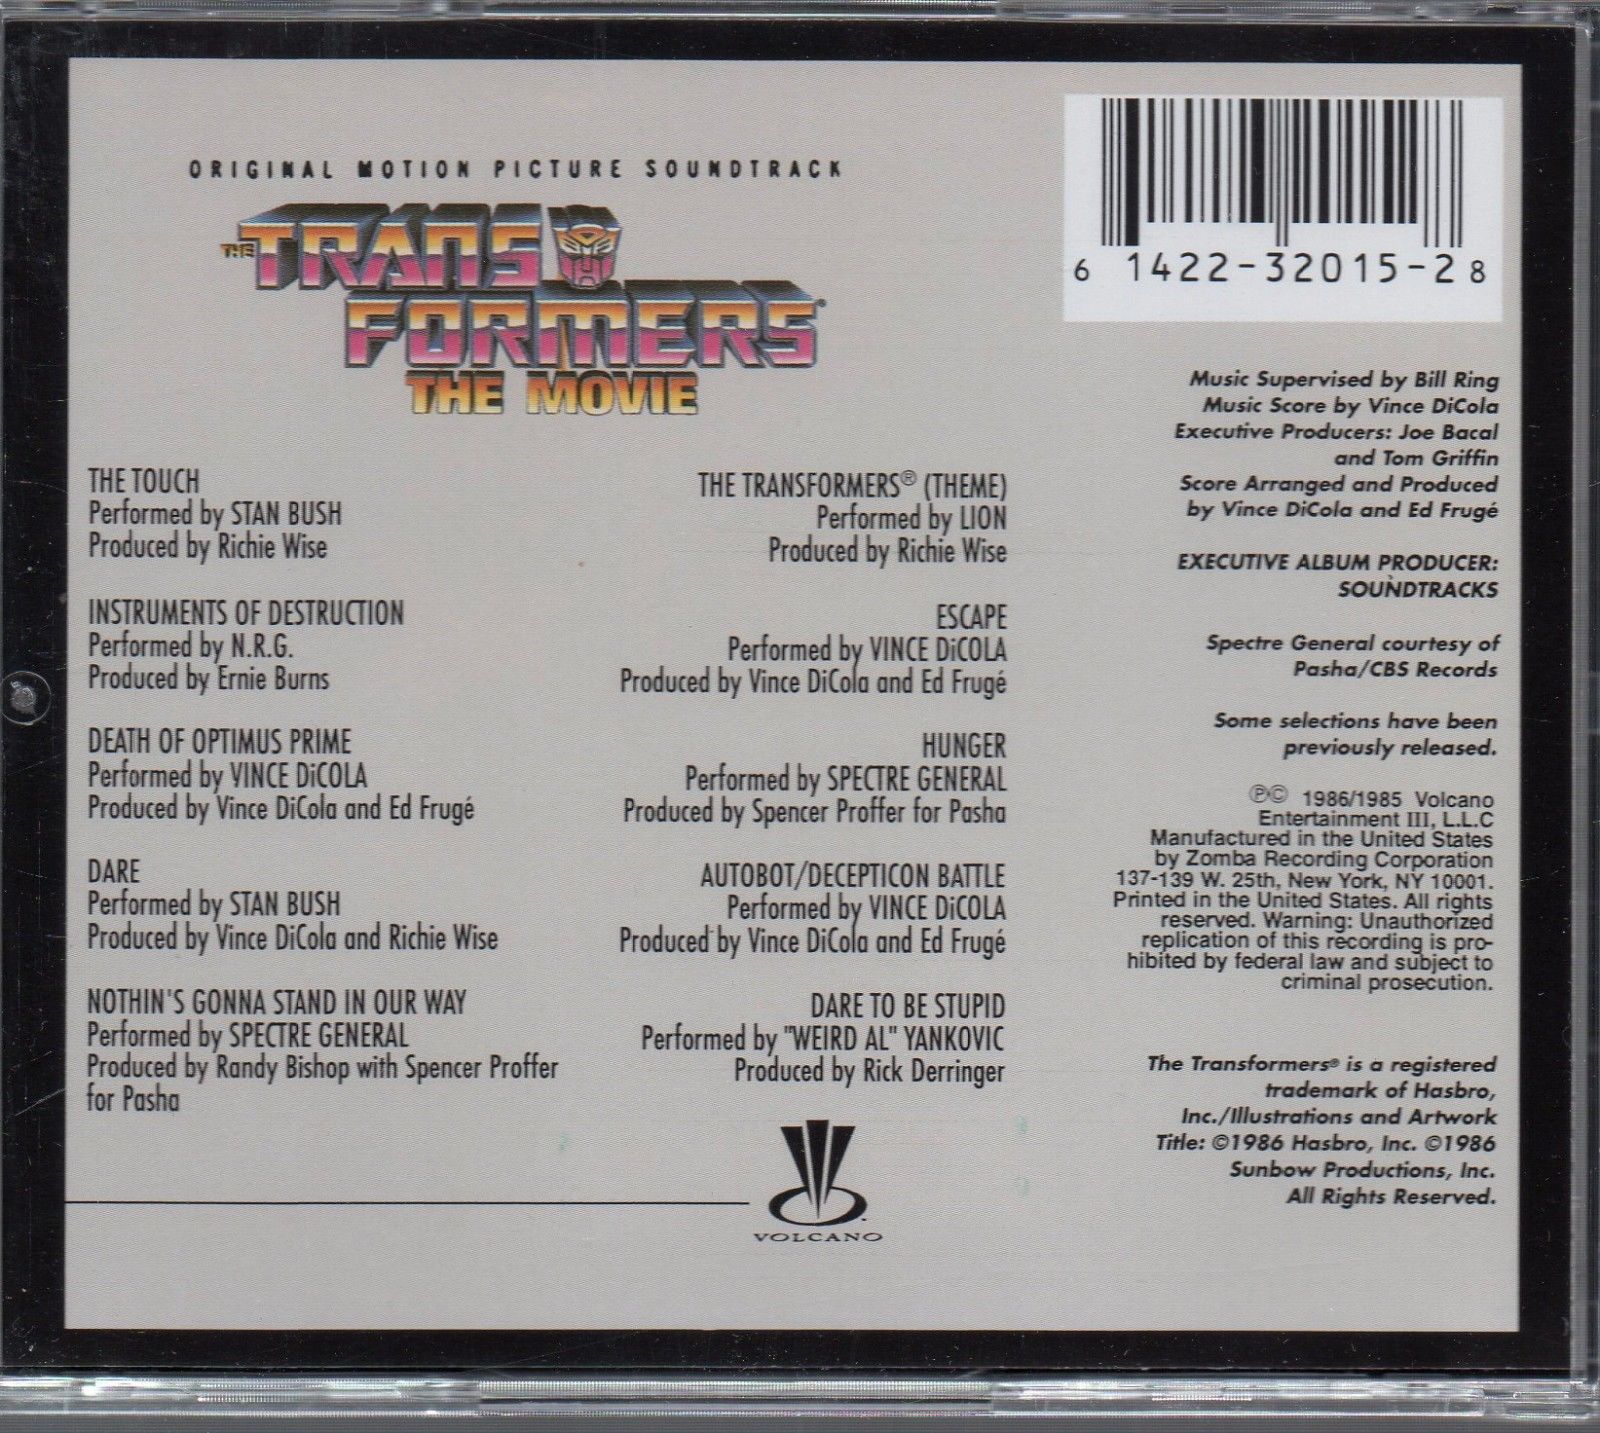 ORIGINAL MOTION PICTURE SOUNDTRACK
THE TRANS
FORMERS®
THE MOVIE
THE TOUCH
Performed by STAN BUSH
Produced by Richie Wise
INSTRUMENTS OF DESTRUCTION
Performed by N.R.G.
Produced by Ernie Burns
DEATH OF OPTIMUS PRIME
Performed by VINCE DiCOLA
Produced by Vince DiCola and Ed Frugé
DARE
Performed by STAN BUSH
Produced by Vince DiCola and Richie Wise
NOTHIN'S GONNA STAND IN OUR WAY
Performed by SPECTRE GENERAL
Produced by Randy Bishop with Spencer Proffer
for Pasha
THE TRANSFORMERS® (THEME)
Performed by LION
Produced by Richie Wise
ESCAPE
Performed by VINCE DiCOLA
Produced by Vince DiCola and Ed Frugé
HUNGER
Performed by SPECTRE GENERAL
Produced by Spencer Proffer for Pasha
AUTOBOT/DECEPTICON BATTLE
Performed by VINCE DiCOLA
Produced by Vince DiCola and Ed Frugé
DARE TO BE STUPID
Performed by "WEIRD AL" YANKOVIC
Produced by Rick Derringer
VOLCANO
6 1422-32015-2 8
Music Supervised by Bill Ring
Music Score by Vince DiCola
Executive Producers: Joe Bacal
and Tom Griffin
Score Arranged and Produced
by Vince DiCola and Ed Frugé
EXECUTIVE ALBUM PRODUCER:
SOUNDTRACKS
Spectre General courtesy of
Pasha/CBS Records
Some selections have been
previously released.
℗© 1986/1985 Volcano
Entertainment III, L.L.C
Manufactured in the United States
by Zomba Recording Corporation
137-139 W. 25th, New York, NY 10001.
Printed in the United States. All rights
reserved. Warning: Unauthorized
replication of this recording is pro-
hibited by federal law and subject to
criminal prosecution.
The Transformers® is a registered
trademark of Hasbro,
Inc./Illustrations and Artwork
Title: ©1986 Hasbro, Inc. ©1986
Sunbow Productions, Inc.
All Rights Reserved.